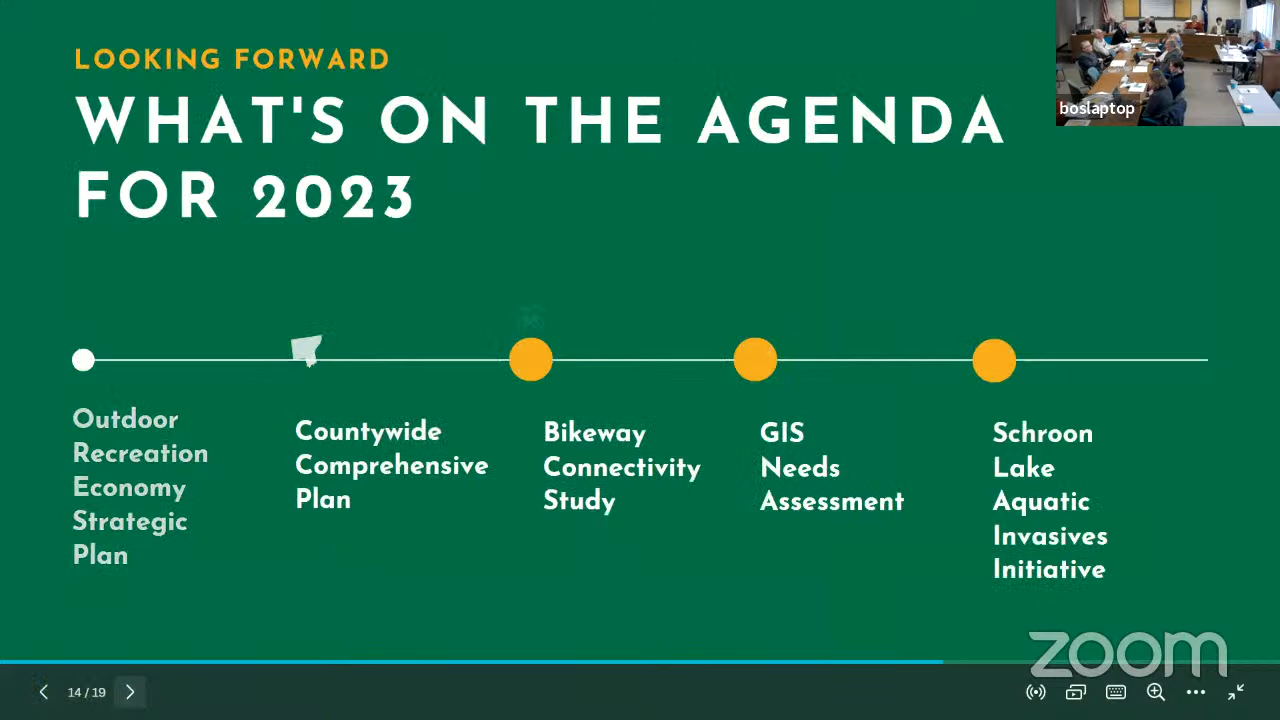 LOOKING FORWARD
WHAT'S ON THE AGENDA
FOR 2023
boslaptop
Outdoor
Recreation
Economy
Strategic
Plan
Countywide
Comprehensive
Plan
Bikeway
Connectivity
Study
GIS
Needs
Assessment
Schroon
Lake
Aquatic
Invasives
Initiative
zoom
14 / 19